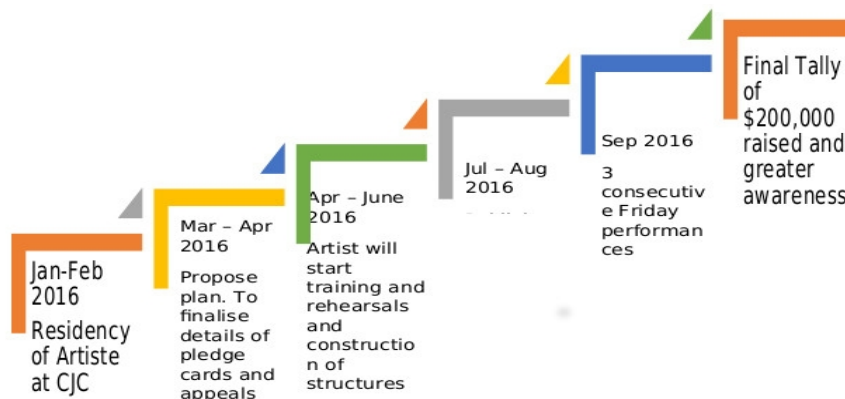 Jan-Feb
2016
Residency
of Artiste
at CJC
Mar – Apr
2016
Propose
plan. To
finalise
details of
pledge
cards and
appeals
Apr – June
2016
Artist will
start
training and
rehearsals
and
constructio
n of
structures
Jul – Aug
2016
Sep 2016
3
consecutiv
e Friday
performan
ces
Final Tally
of
$200,000
raised and
greater
awareness